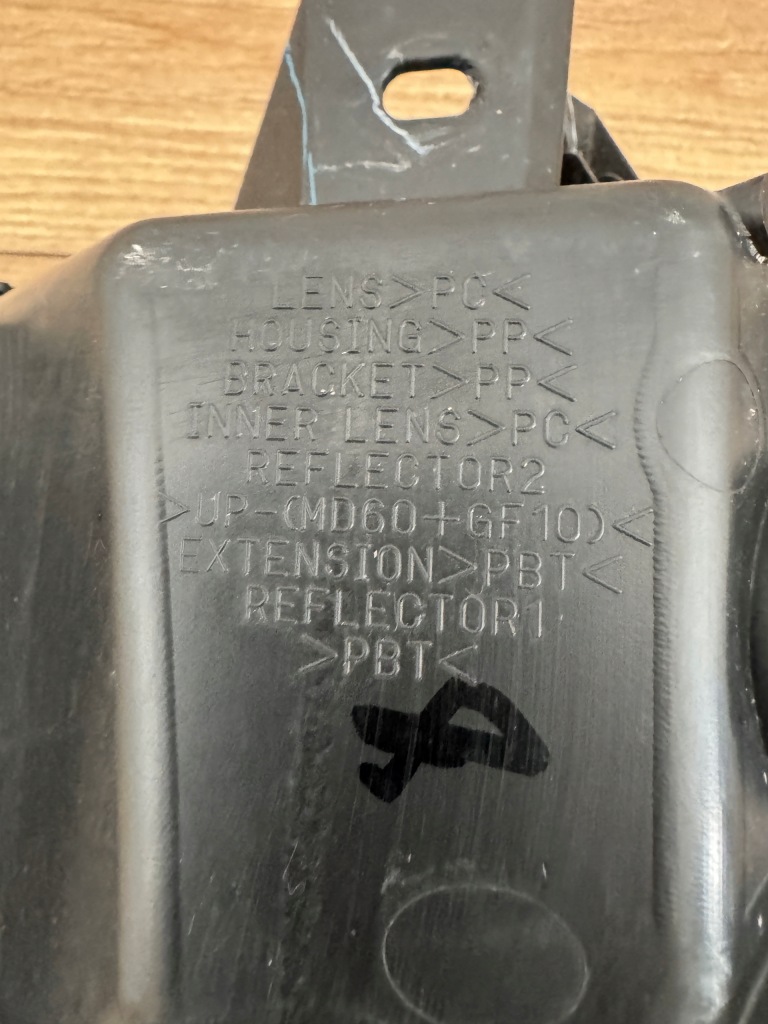 LENS>PC<
HOUSING>PP<
BRACKET>PP<
INNER LENS>PC<
REFLECTOR2
>UP-(MD60+GF10)<
EXTENSION>PBT<
REFLECTOR1
>PBT<